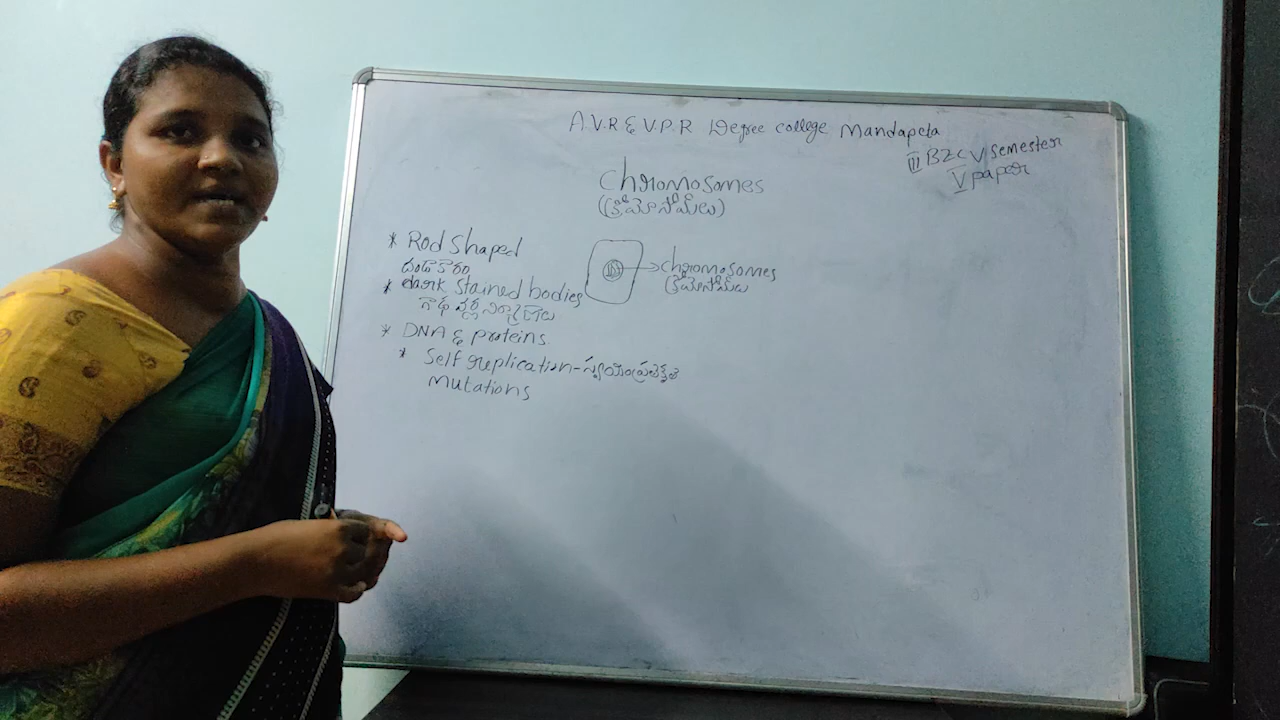 A.V.R & V.P.R Degree college Mandapeta
III BZC V semester
V paper
Chromosomes
(క్రోమోసోమ్‌లు)
* Rod shaped
దండాకారం
* dark stained bodies
గాఢ వర్ణ నిర్మాణాలు
* DNA & proteins
* Self replication - స్వయంప్రతికృతి
Mutations
Chromosomes
క్రోమోసోమ్‌లు